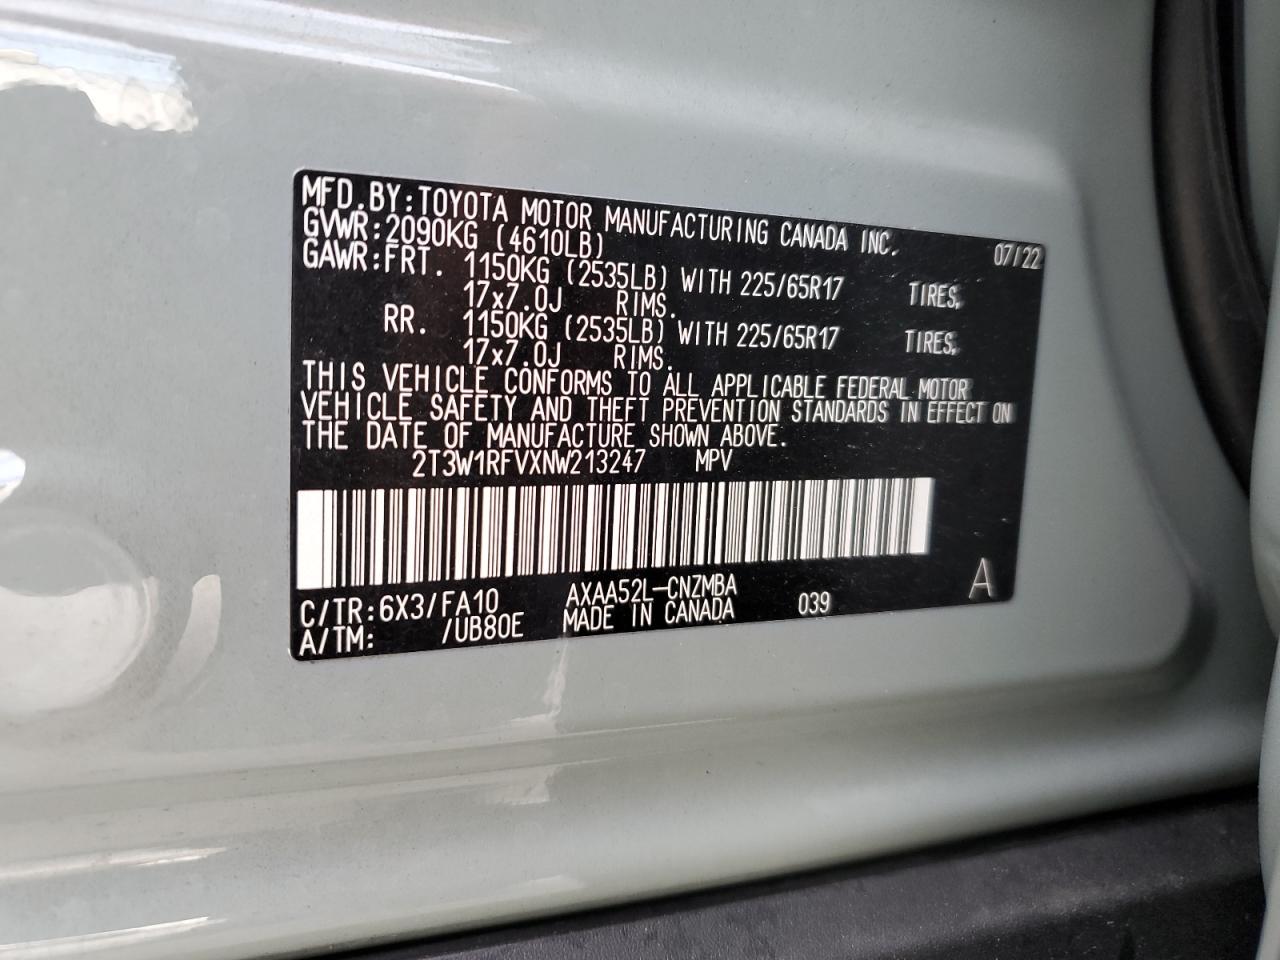 MFD.BY:TOYOTA MOTOR MANUFACTURING CANADA INC. 07/22
GVWR:2090KG (4610LB)
GAWR:FRT. 1150KG (2535LB) WITH 225/65R17 TIRES,
17x7.0J RIMS.
RR. 1150KG (2535LB) WITH 225/65R17 TIRES,
17x7.0J RIMS.
THIS VEHICLE CONFORMS TO ALL APPLICABLE FEDERAL MOTOR
VEHICLE SAFETY AND THEFT PREVENTION STANDARDS IN EFFECT ON
THE DATE OF MANUFACTURE SHOWN ABOVE.
2T3W1RFVXNW213247 MPV
C/TR:6X3/FA10 AXAA52L-CNZMBA A
A/TM: /UB80E MADE IN CANADA 039